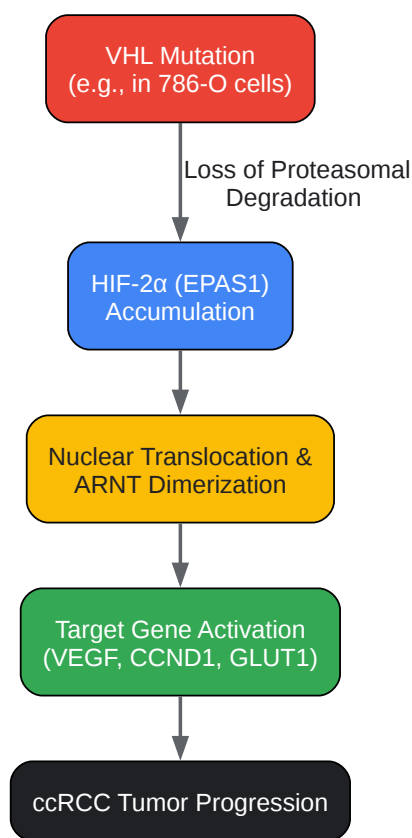 VHL Mutation
(e.g., in 786-O cells)
Loss of Proteasomal
Degradation
HIF-2α (EPAS1)
Accumulation
Nuclear Translocation &
ARNT Dimerization
Target Gene Activation
(VEGF, CCND1, GLUT1)
ccRCC Tumor Progression